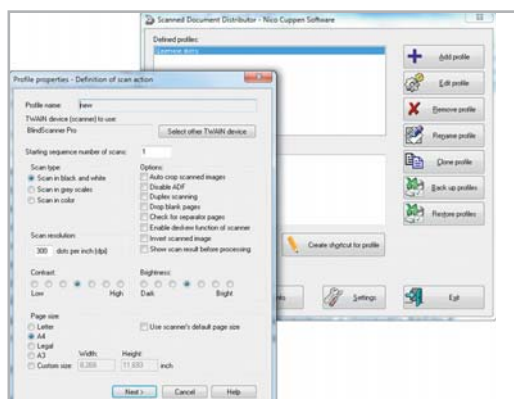 Scanned Document Distributor - Nico Cuppen Software
Defined profiles:
Add profile
Edit profile
Remove profile
Rename profile
Clone profile
Back up profiles
Restore profiles
Create shortcut for profile
Settings
Exit
Profile properties - Definition of scan action
Profile name: new
TWAIN device (scanner) to use:
BlindScanner Pro
Select other TWAIN device
Starting sequence number of scans: 1
Scan type
Scan in black and white
Scan in grey scales
Scan in color
Options:
Auto crop scanned images
Disable ADF
Duplex scanning
Drop blank pages
Check for separator pages
Enable deskew function of scanner
Invert scanned image
Show scan result before processing
Scan resolution:
300 dots per inch (dpi)
Contrast:
Low High
Brightness:
Dark Bright
Page size:
Letter
A4
Legal
A3
Custom size:
Use scanner's default page size
Width: Height:
inch
Next >
Cancel
Help